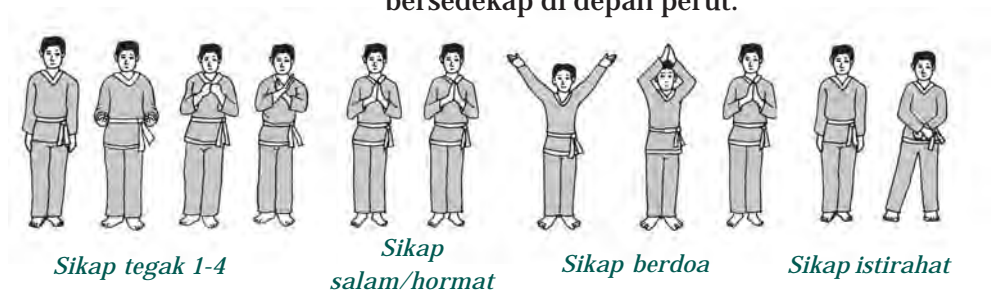 bersedekap di depan perut.
Sikap tegak 1-4
Sikap
salam/hormat
Sikap berdoa
Sikap istirahat